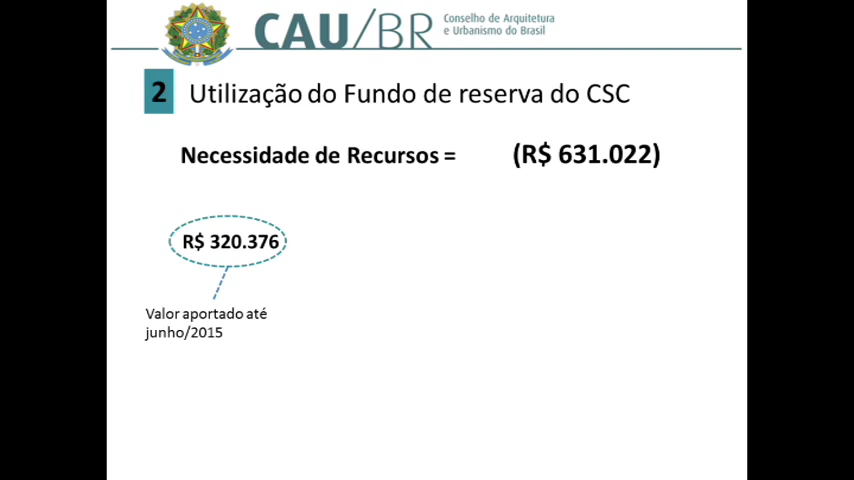 CAU/BR
Conselho de Arquitetura
e Urbanismo do Brasil
2 Utilização do Fundo de reserva do CSC
Necessidade de Recursos = (R$ 631.022)
R$ 320.376
Valor aportado até
junho/2015